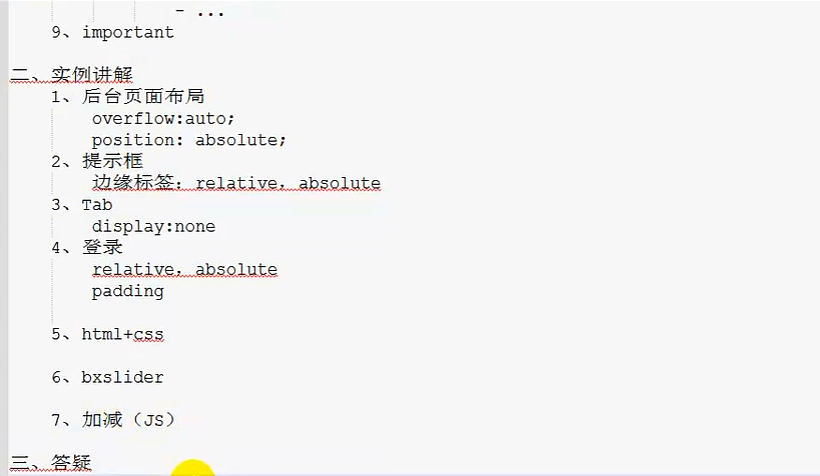 - ...
9、important
二、实例讲解
1、后台页面布局
overflow:auto;
position: absolute;
2、提示框
边缘标签：relative，absolute
3、Tab
display:none
4、登录
relative，absolute
padding
5、html+css
6、bxslider
7、加减（JS）
三、答疑